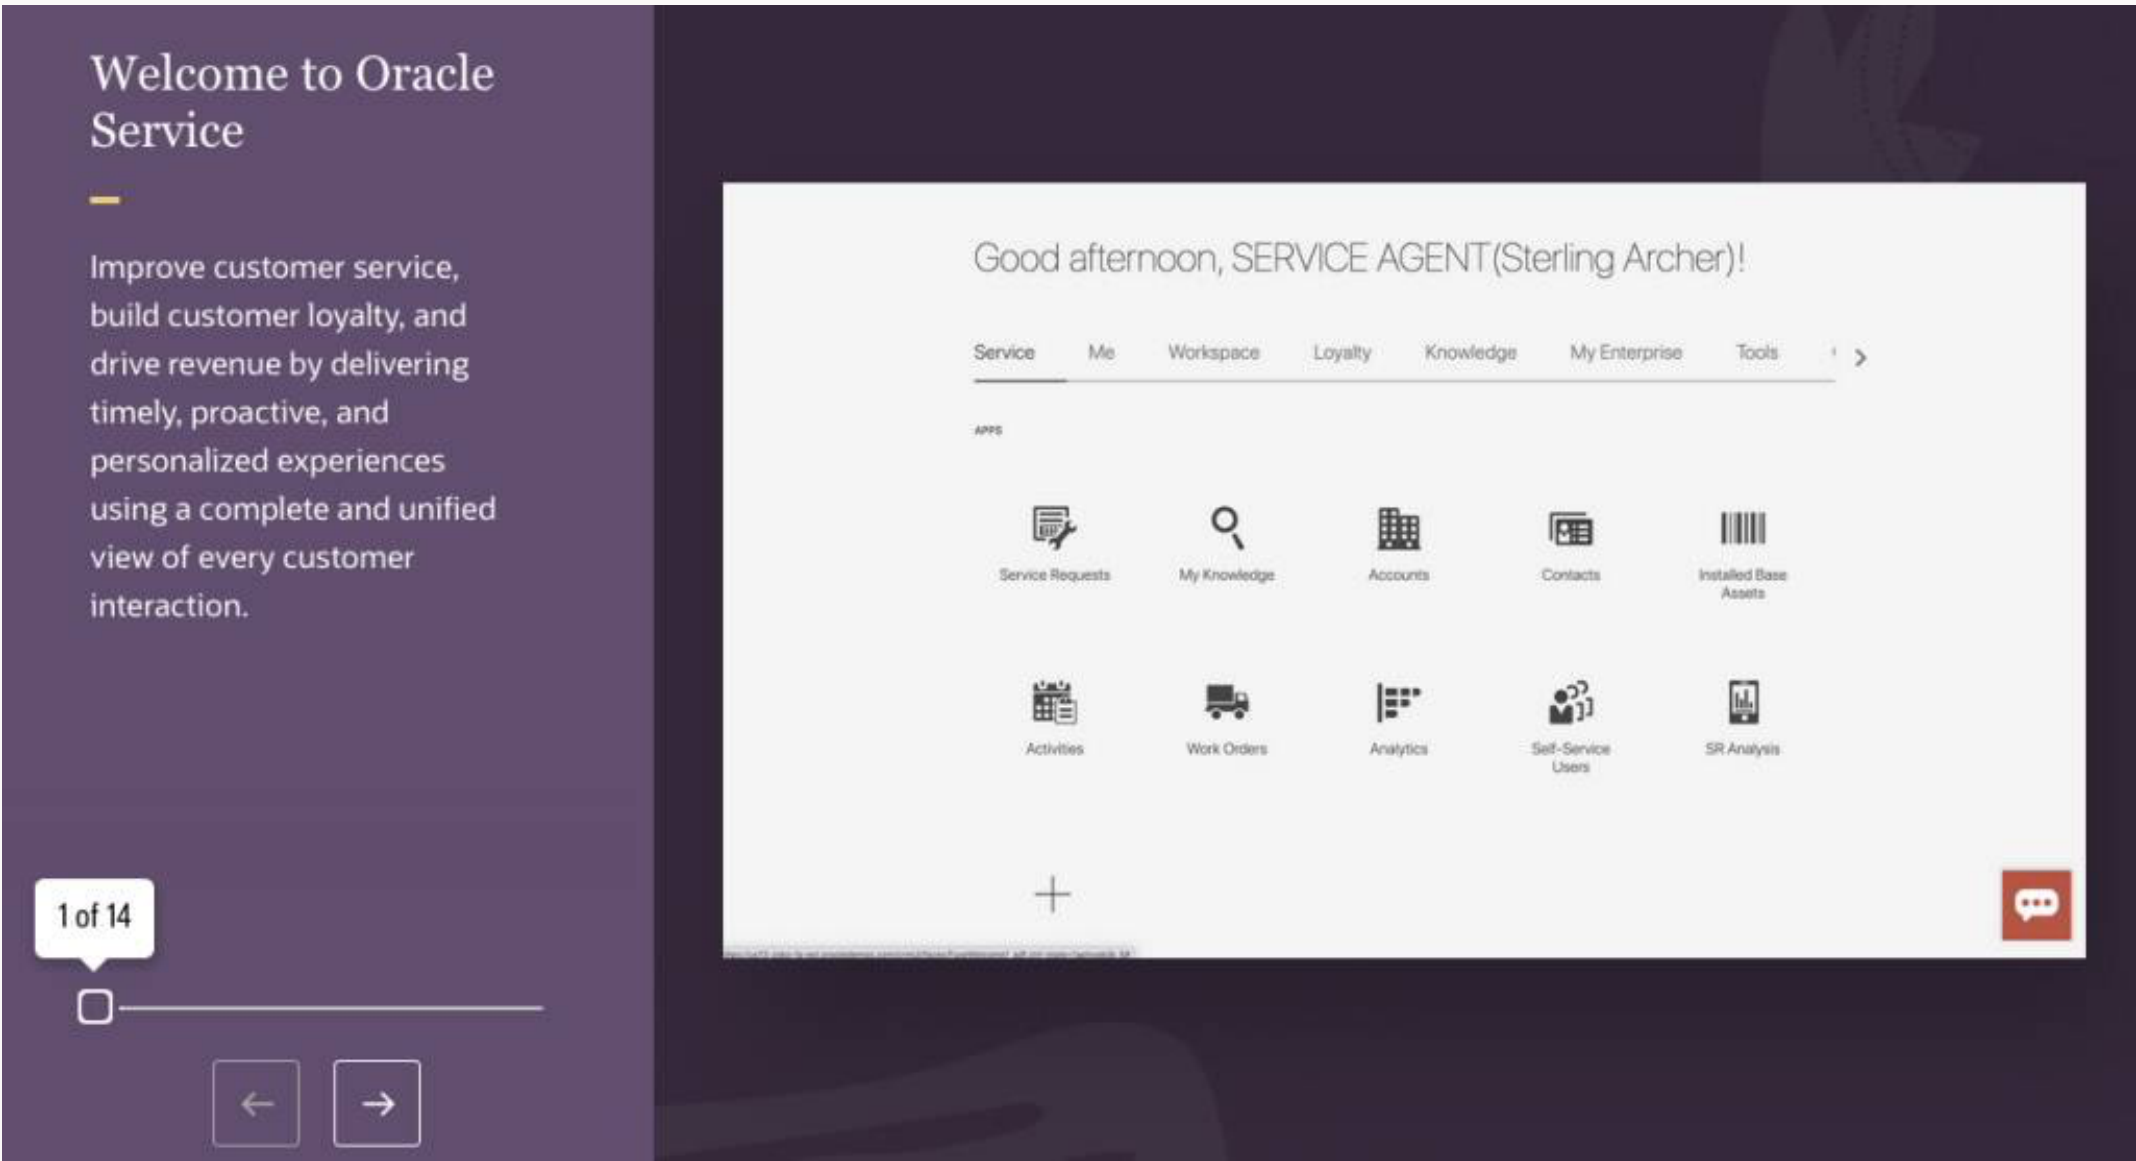 Welcome to Oracle
Service
Improve customer service,
build customer loyalty, and
drive revenue by delivering
timely, proactive, and
personalized experiences
using a complete and unified
view of every customer
interaction.
1 of 14
Good afternoon, SERVICE AGENT(Sterling Archer)!
Service Me Workspace Loyalty Knowledge My Enterprise Tools
APPS
Service Requests My Knowledge Accounts Contacts Installed Base
Assets
Activities Work Orders Analytics Self-Service SR Analysis
Users